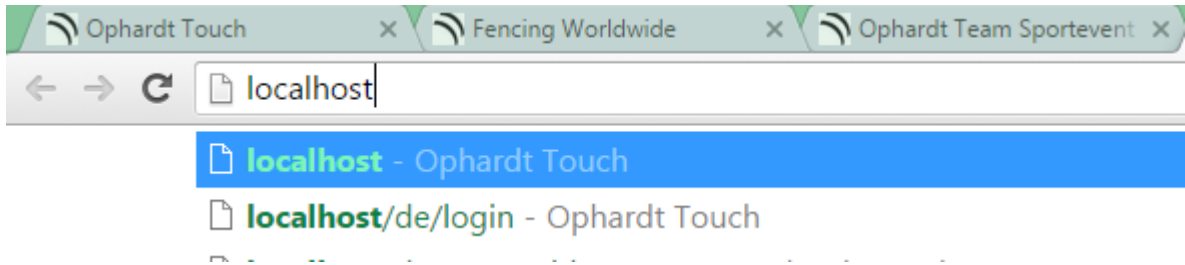 Ophardt Touch Fencing Worldwide Ophardt Team Sportevent
localhost
localhost - Ophardt Touch
localhost/de/login - Ophardt Touch